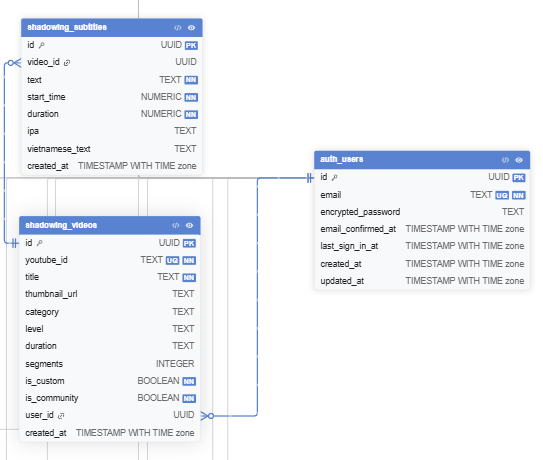 shadowing_subtitles
id UUID PK
video_id UUID
text TEXT NN
start_time NUMERIC NN
duration NUMERIC NN
ipa TEXT
vietnamese_text TEXT
created_at TIMESTAMP WITH TIME zone
auth_users
id UUID PK
email TEXT UQ NN
encrypted_password TEXT
email_confirmed_at TIMESTAMP WITH TIME zone
last_sign_in_at TIMESTAMP WITH TIME zone
created_at TIMESTAMP WITH TIME zone
updated_at TIMESTAMP WITH TIME zone
shadowing_videos
id UUID PK
youtube_id TEXT UQ NN
title TEXT NN
thumbnail_url TEXT
category TEXT
level TEXT
duration TEXT
segments INTEGER
is_custom BOOLEAN NN
is_community BOOLEAN NN
user_id UUID
created_at TIMESTAMP WITH TIME zone